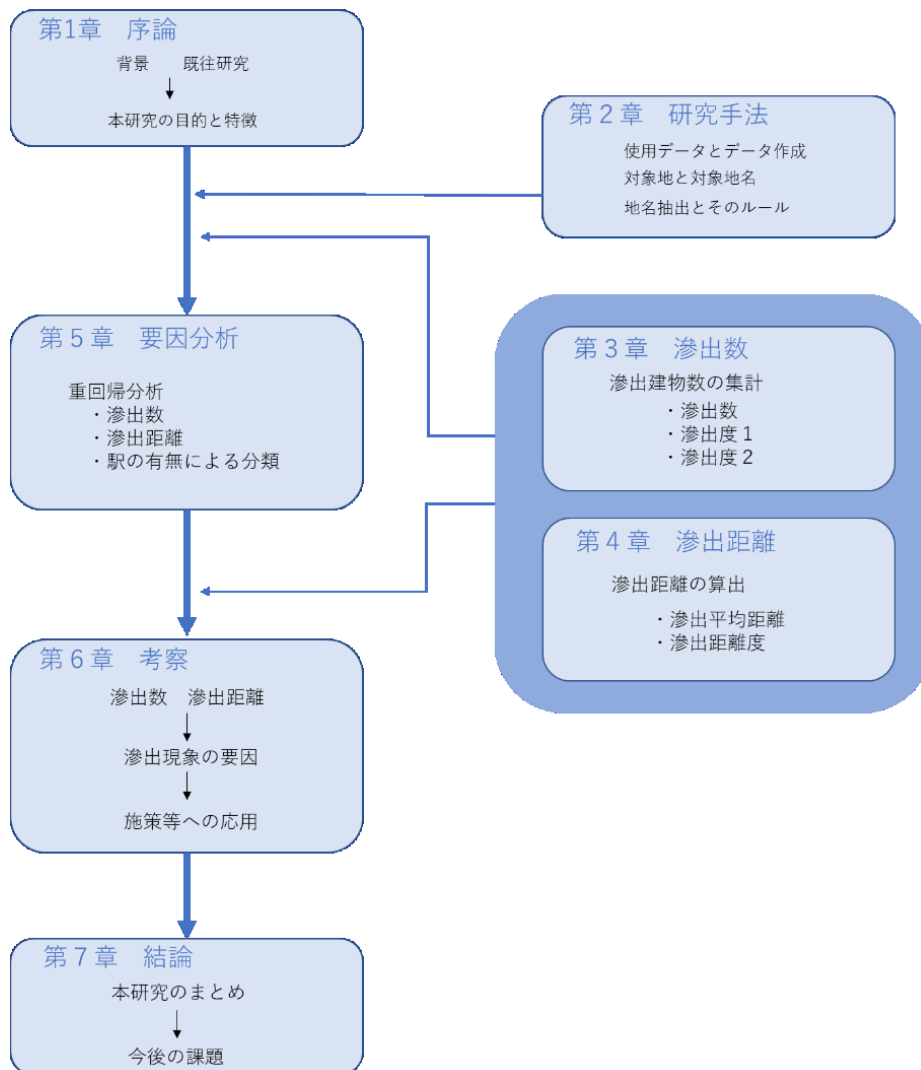 第1章　序論
背景　　既往研究
本研究の目的と特徴
第２章　研究手法
使用データとデータ作成
対象地と対象地名
地名抽出とそのルール
第３章　滲出数
滲出建物数の集計
・滲出数
・滲出度１
・滲出度２
第４章　滲出距離
滲出距離の算出
・滲出平均距離
・滲出距離度
第５章　要因分析
重回帰分析
・滲出数
・滲出距離
・駅の有無による分類
第６章　考察
滲出数　滲出距離
滲出現象の要因
施策等への応用
第７章　結論
本研究のまとめ
今後の課題